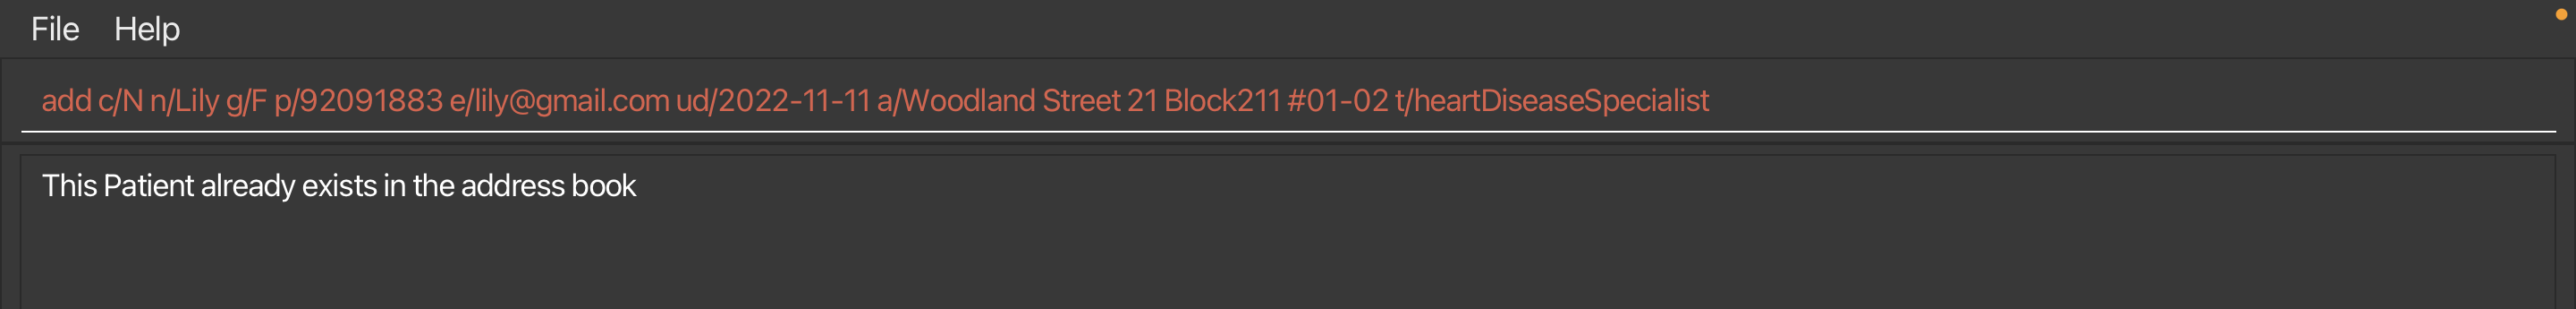 File Help
add c/N n/Lily g/F p/92091883 e/lily@gmail.com ud/2022-11-11 a/Woodland Street 21 Block211 #01-02 t/heartDiseaseSpecialist
This Patient already exists in the address book